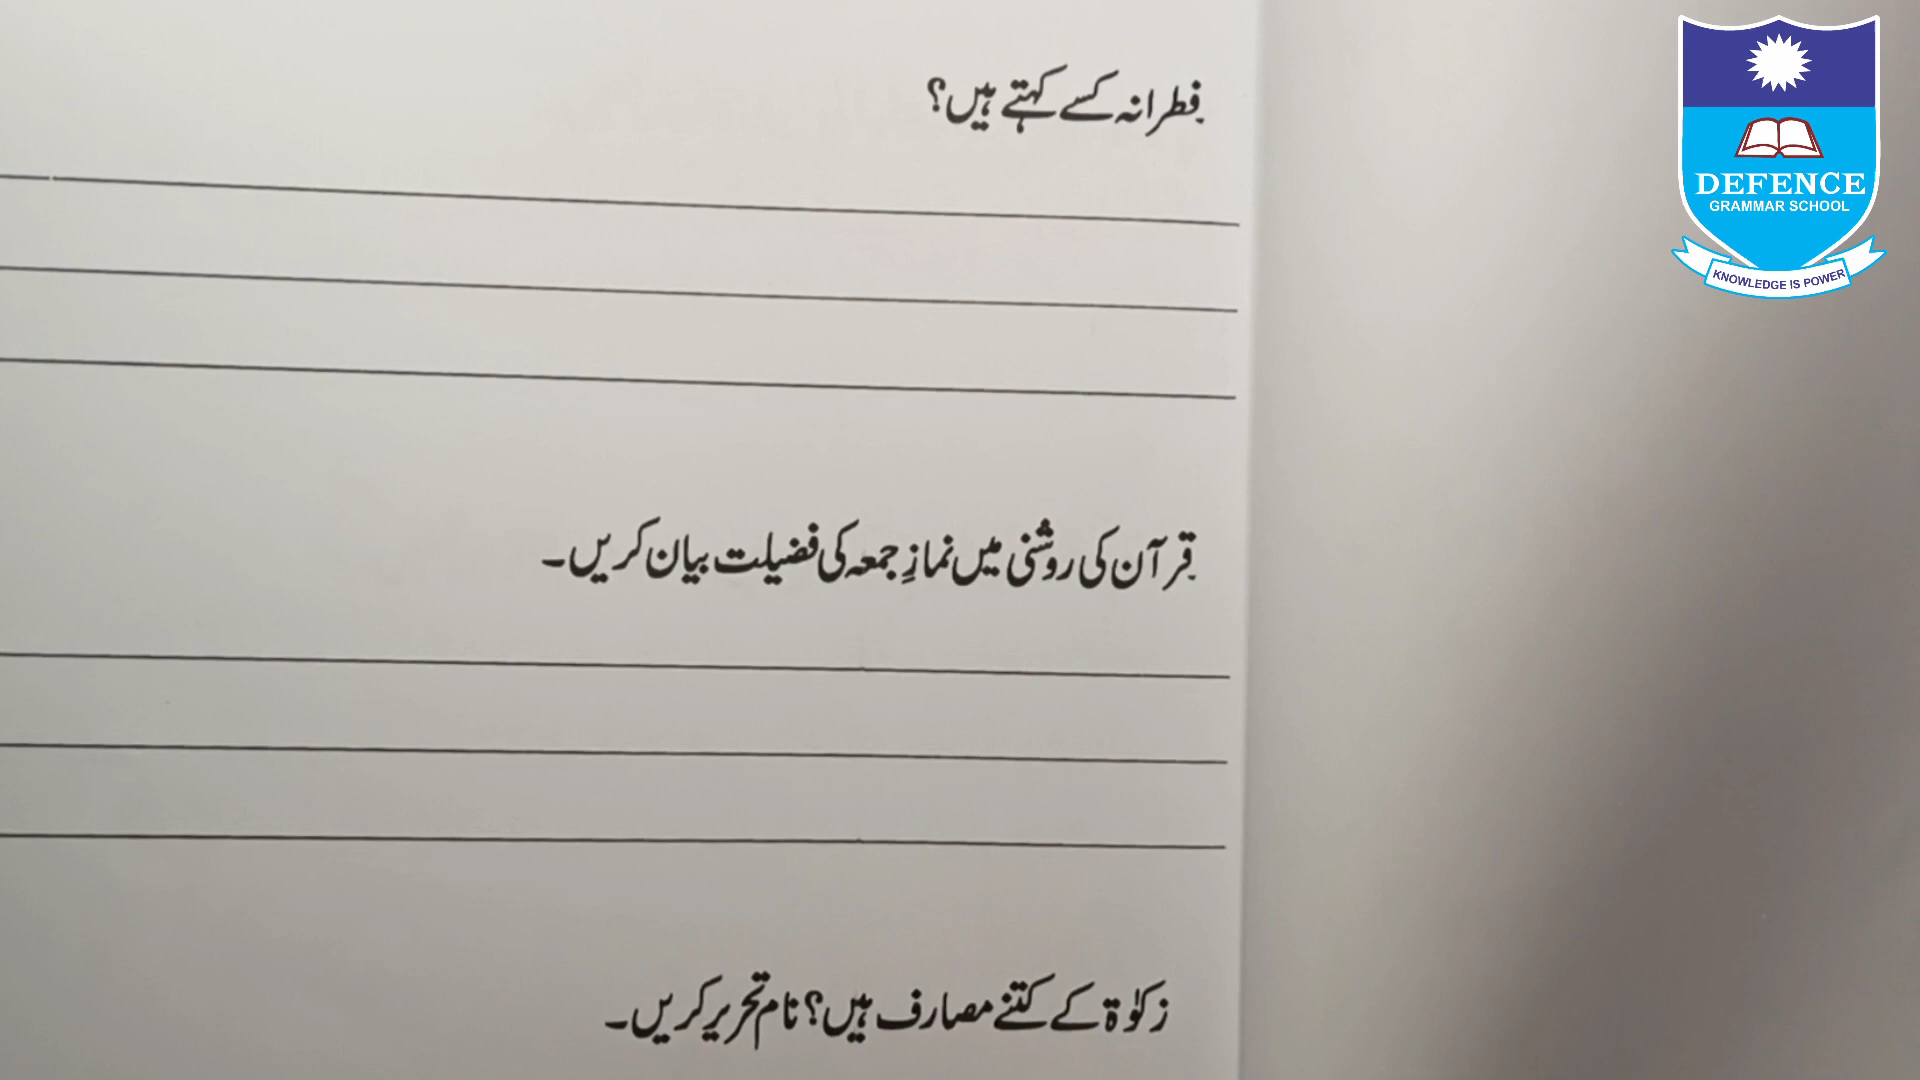 فطرانہ کسے کہتے ہیں؟
قرآن کی روشنی میں نمازِ جمعہ کی فضیلت بیان کریں۔
زکوٰۃ کے کتنے مصارف ہیں؟ نام تحریر کریں۔
DEFENCE
GRAMMAR SCHOOL
KNOWLEDGE IS POWER